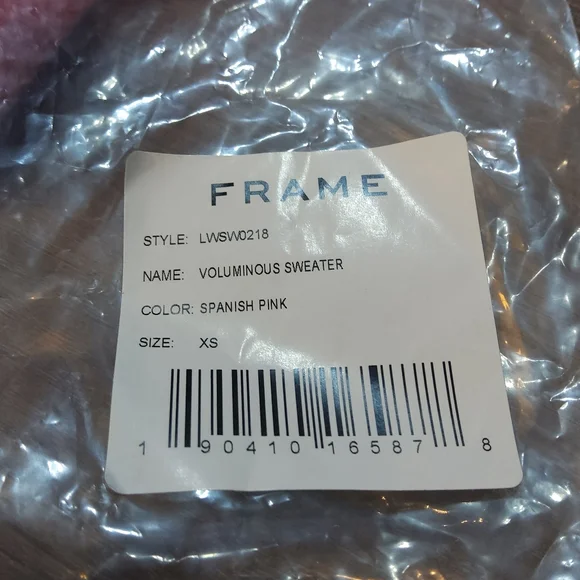 FRAME
STYLE: LWSW0218
NAME: VOLUMINOUS SWEATER
COLOR: SPANISH PINK
SIZE: XS
1 90410 16587 8